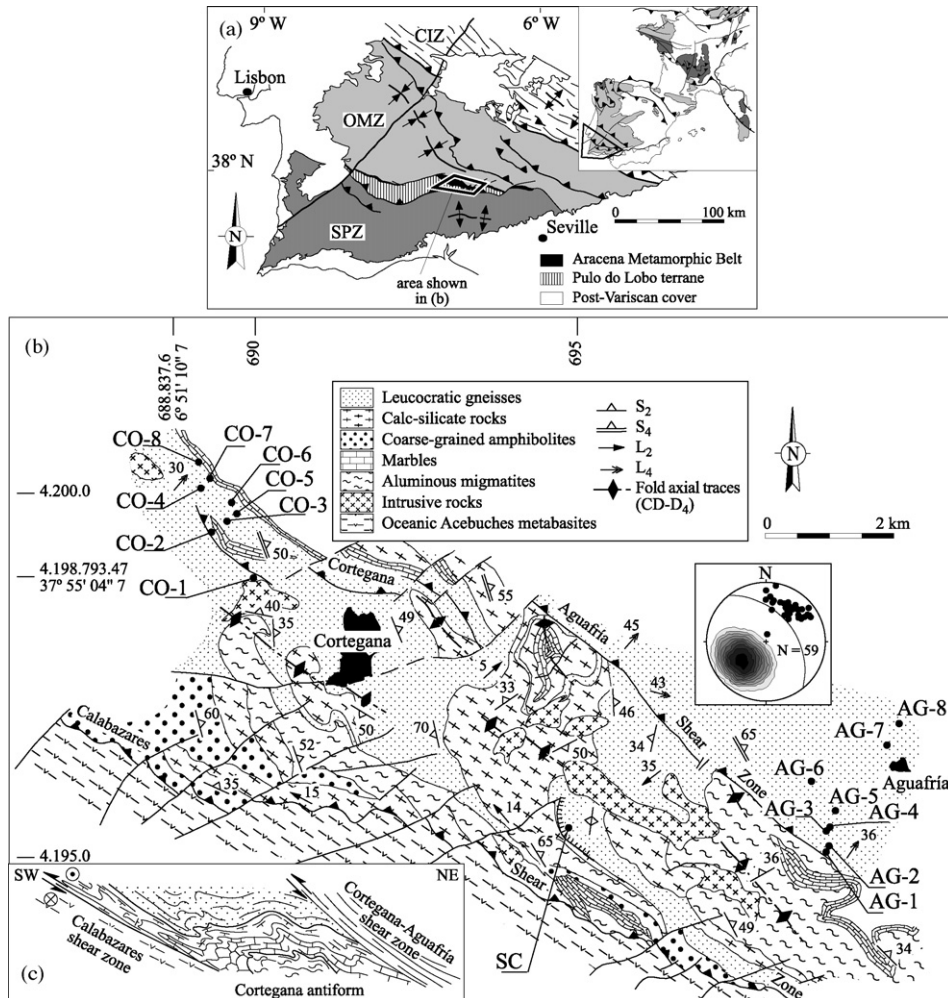 (a)
9° W
6° W
CIZ
Lisbon
OMZ
38° N
SPZ
N
0 100 km
Seville
Aracena Metamorphic Belt
Pulo do Lobo terrane
Post-Variscan cover
area shown
in (b)
(b)
688.837.6
6° 51' 10" 7
690
695
Leucocratic gneisses
Calc-silicate rocks
Coarse-grained amphibolites
Marbles
Aluminous migmatites
Intrusive rocks
Oceanic Acebuches metabasites
S2
S4
L2
L4
Fold axial traces
(CD-D4)
N
0 2 km
CO-8
CO-7
CO-6
CO-5
CO-4
CO-3
CO-2
CO-1
30
4.200.0
4.198.793.47
37° 55' 04" 7
50
Cortegana
40
35
Cortegana
49
55
Aguafría
45
5
33
43
46
34
Shear
65
35
50
Zone
N
N = 59
AG-8
AG-7
Aguafría
AG-6
AG-5
AG-4
AG-3
36
AG-2
AG-1
36
34
49
Calabazares
60
52
50
70
35
15
14
65
Shear
Zone
4.195.0
SC
SW
NE
Calabazares
shear zone
Cortegana-Aguafría
shear zone
(c)
Cortegana antiform